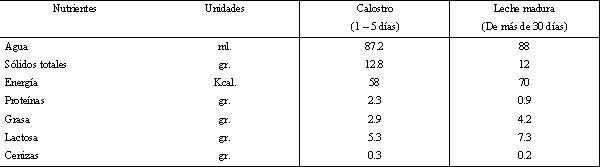 Nutrientes Unidades Calostro Leche madura
(1 – 5 días) (De más de 30 días)
Agua ml. 87.2 88
Sólidos totales gr. 12.8 12
Energía Kcal. 58 70
Proteínas gr. 2.3 0.9
Grasa gr. 2.9 4.2
Lactosa gr. 5.3 7.3
Cenizas gr. 0.3 0.2